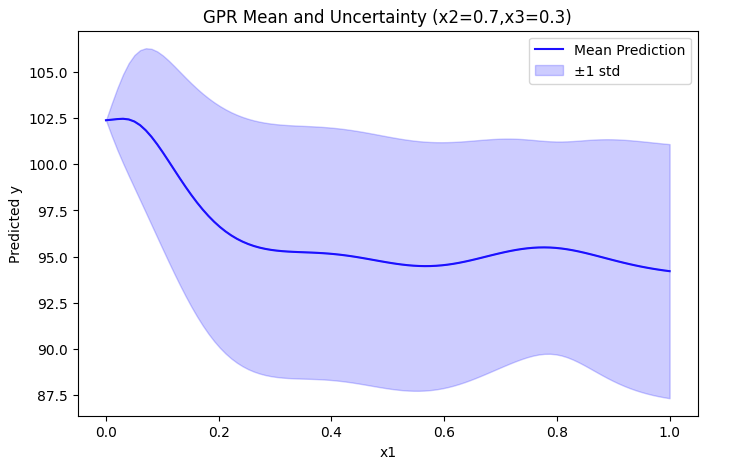 GPR Mean and Uncertainty (x2=0.7,x3=0.3)
Mean Prediction
±1 std
105.0
102.5
100.0
97.5
95.0
92.5
90.0
87.5
Predicted y
0.0 0.2 0.4 0.6 0.8 1.0
x1